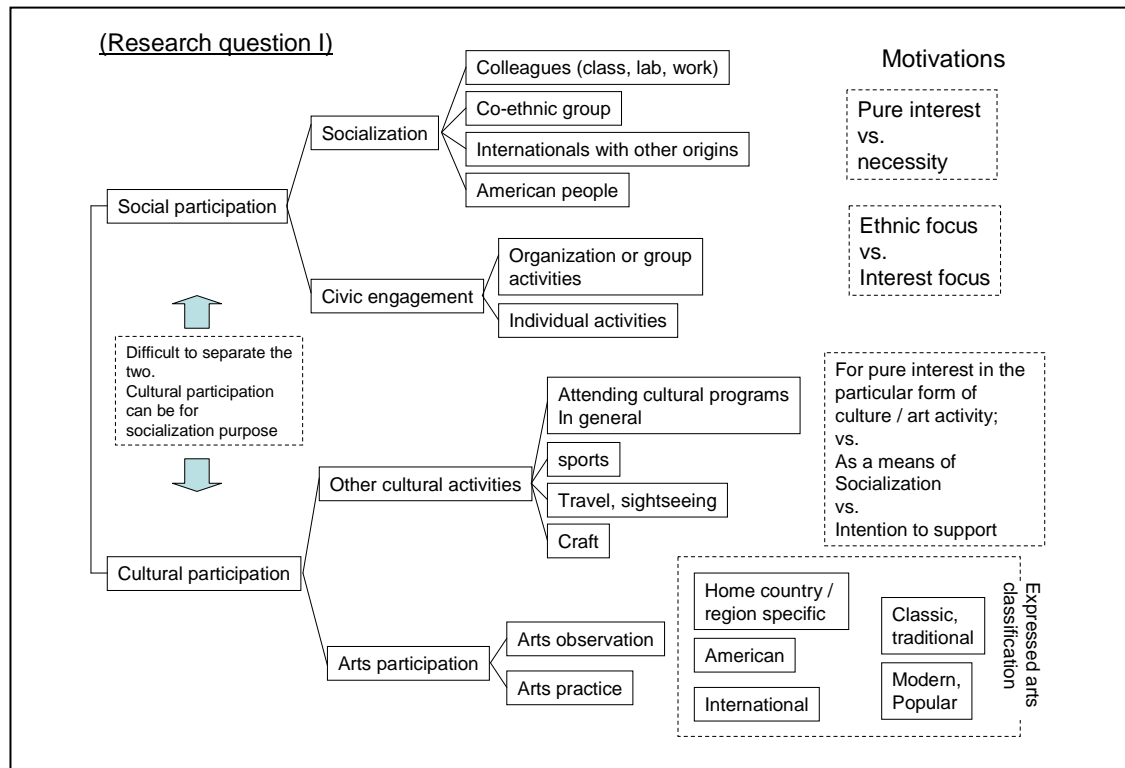 (Research question I)
Motivations
Colleagues (class, lab, work)
Co-ethnic group
Socialization
Internationals with other origins
American people
Pure interest
vs.
necessity
Social participation
Organization or group
activities
Civic engagement
Individual activities
Ethnic focus
vs.
Interest focus
Difficult to separate the
two.
Cultural participation
can be for
socialization purpose
Attending cultural programs
In general
sports
Other cultural activities
Travel, sightseeing
Craft
For pure interest in the
particular form of
culture / art activity;
vs.
As a means of
Socialization
vs.
Intention to support
Cultural participation
Arts observation
Arts participation
Arts practice
Home country /
region specific
American
International
Classic,
traditional
Modern,
Popular
Expressed arts
classification